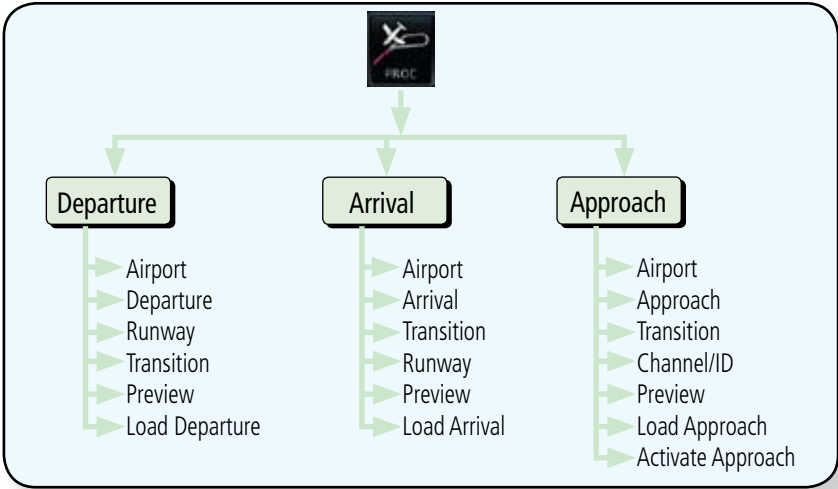 PROC
Departure
Airport
Departure
Runway
Transition
Preview
Load Departure
Arrival
Airport
Arrival
Transition
Runway
Preview
Load Arrival
Approach
Airport
Approach
Transition
Channel/ID
Preview
Load Approach
Activate Approach